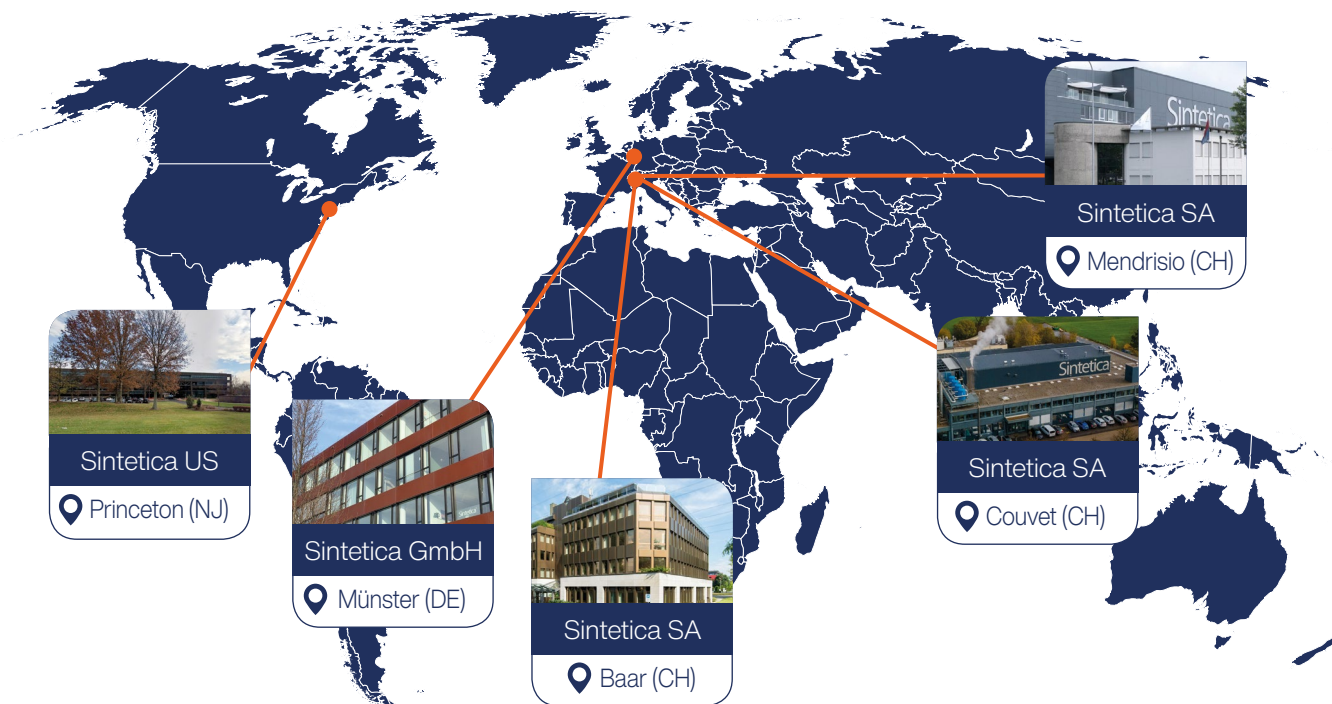 Sintetica
Sintetica SA
Mendrisio (CH)
Sintetica US
Princeton (NJ)
Sintetica GmbH
Münster (DE)
Sintetica SA
Baar (CH)
Sintetica
Sintetica SA
Couvet (CH)